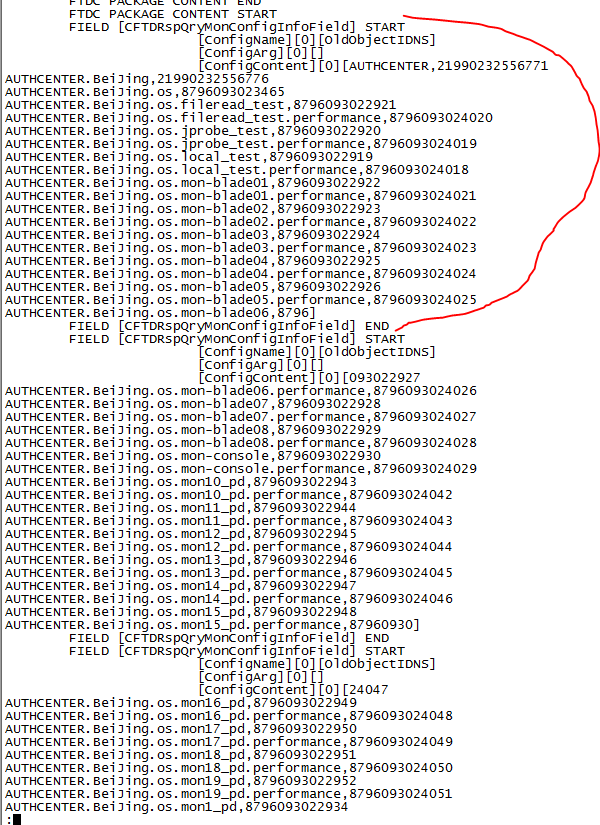 FTDC PACKAGE CONTENT END
FTDC PACKAGE CONTENT START
FIELD [CFTDRspQryMonConfigInfoField] START
[ConfigName][0][OldObjectIDNS]
[ConfigArg][0][]
[ConfigContent][0][AUTHCENTER,21990232556771
AUTHCENTER.BeiJing,21990232556776
AUTHCENTER.BeiJing.os,8796093023465
AUTHCENTER.BeiJing.os.fileread_test,8796093022921
AUTHCENTER.BeiJing.os.fileread_test.performance,8796093024020
AUTHCENTER.BeiJing.os.jprobe_test,8796093022920
AUTHCENTER.BeiJing.os.jprobe_test.performance,8796093024019
AUTHCENTER.BeiJing.os.local_test,8796093022919
AUTHCENTER.BeiJing.os.local_test.performance,8796093024018
AUTHCENTER.BeiJing.os.mon-blade01,8796093022922
AUTHCENTER.BeiJing.os.mon-blade01.performance,8796093024021
AUTHCENTER.BeiJing.os.mon-blade02,8796093022923
AUTHCENTER.BeiJing.os.mon-blade02.performance,8796093024022
AUTHCENTER.BeiJing.os.mon-blade03,8796093022924
AUTHCENTER.BeiJing.os.mon-blade03.performance,8796093024023
AUTHCENTER.BeiJing.os.mon-blade04,8796093022925
AUTHCENTER.BeiJing.os.mon-blade04.performance,8796093024024
AUTHCENTER.BeiJing.os.mon-blade05,8796093022926
AUTHCENTER.BeiJing.os.mon-blade05.performance,8796093024025
AUTHCENTER.BeiJing.os.mon-blade06,8796]
FIELD [CFTDRspQryMonConfigInfoField] END
FIELD [CFTDRspQryMonConfigInfoField] START
[ConfigName][0][OldObjectIDNS]
[ConfigArg][0][]
[ConfigContent][0][093022927
AUTHCENTER.BeiJing.os.mon-blade06.performance,8796093024026
AUTHCENTER.BeiJing.os.mon-blade07,8796093022928
AUTHCENTER.BeiJing.os.mon-blade07.performance,8796093024027
AUTHCENTER.BeiJing.os.mon-blade08,8796093022929
AUTHCENTER.BeiJing.os.mon-blade08.performance,8796093024028
AUTHCENTER.BeiJing.os.mon-console,8796093022930
AUTHCENTER.BeiJing.os.mon-console.performance,8796093024029
AUTHCENTER.BeiJing.os.mon10_pd,8796093022943
AUTHCENTER.BeiJing.os.mon10_pd.performance,8796093024042
AUTHCENTER.BeiJing.os.mon11_pd,8796093022944
AUTHCENTER.BeiJing.os.mon11_pd.performance,8796093024043
AUTHCENTER.BeiJing.os.mon12_pd,8796093022945
AUTHCENTER.BeiJing.os.mon12_pd.performance,8796093024044
AUTHCENTER.BeiJing.os.mon13_pd,8796093022946
AUTHCENTER.BeiJing.os.mon13_pd.performance,8796093024045
AUTHCENTER.BeiJing.os.mon14_pd,8796093022947
AUTHCENTER.BeiJing.os.mon14_pd.performance,8796093024046
AUTHCENTER.BeiJing.os.mon15_pd,8796093022948
AUTHCENTER.BeiJing.os.mon15_pd.performance,87960930]
FIELD [CFTDRspQryMonConfigInfoField] END
FIELD [CFTDRspQryMonConfigInfoField] START
[ConfigName][0][OldObjectIDNS]
[ConfigArg][0][]
[ConfigContent][0][24047
AUTHCENTER.BeiJing.os.mon16_pd,8796093022949
AUTHCENTER.BeiJing.os.mon16_pd.performance,8796093024048
AUTHCENTER.BeiJing.os.mon17_pd,8796093022950
AUTHCENTER.BeiJing.os.mon17_pd.performance,8796093024049
AUTHCENTER.BeiJing.os.mon18_pd,8796093022951
AUTHCENTER.BeiJing.os.mon18_pd.performance,8796093024050
AUTHCENTER.BeiJing.os.mon19_pd,8796093022952
AUTHCENTER.BeiJing.os.mon19_pd.performance,8796093024051
AUTHCENTER.BeiJing.os.mon1_pd,8796093022934
: